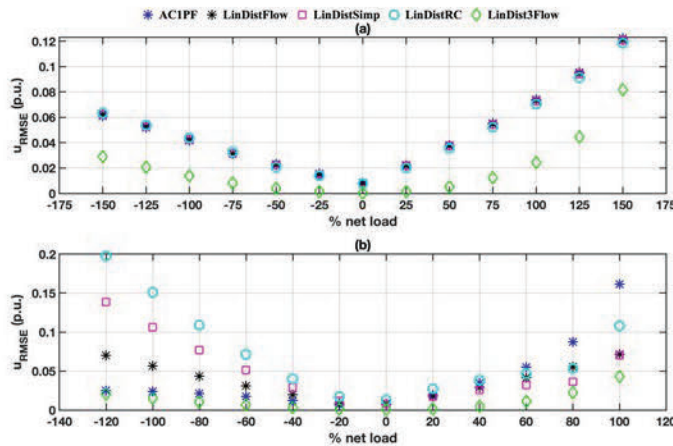 AC1PF LinDistFlow LinDistSimp LinDistRC LinDist3Flow
(a)
0.12
0.1
0.08
0.06
0.04
0.02
0
u_RMSE (p.u.)
-175 -150 -125 -100 -75 -50 -25 0 25 50 75 100 125 150 175
% net load
(b)
0.2
0.15
0.1
0.05
0
u_RMSE (p.u.)
-140 -120 -100 -80 -60 -40 -20 0 20 40 60 80 100 120
% net load